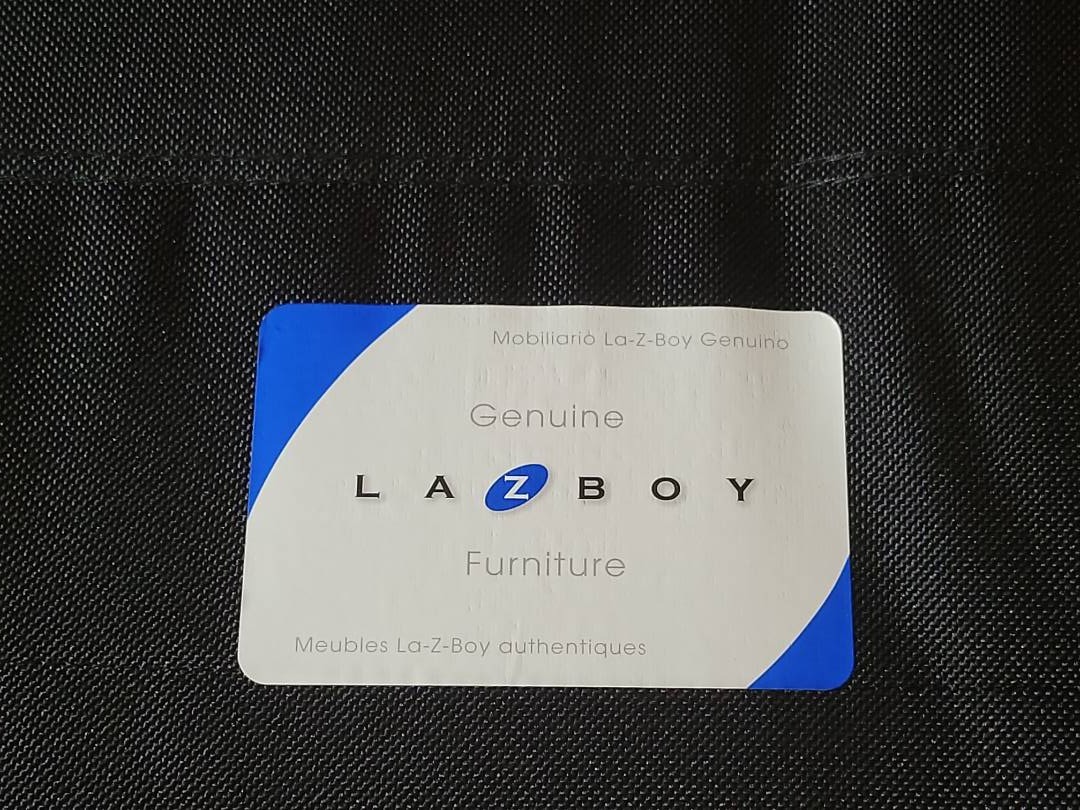 Mobiliario La-Z-Boy Genuino
Genuine
LAZBOY
Furniture
Meubles La-Z-Boy authentiques